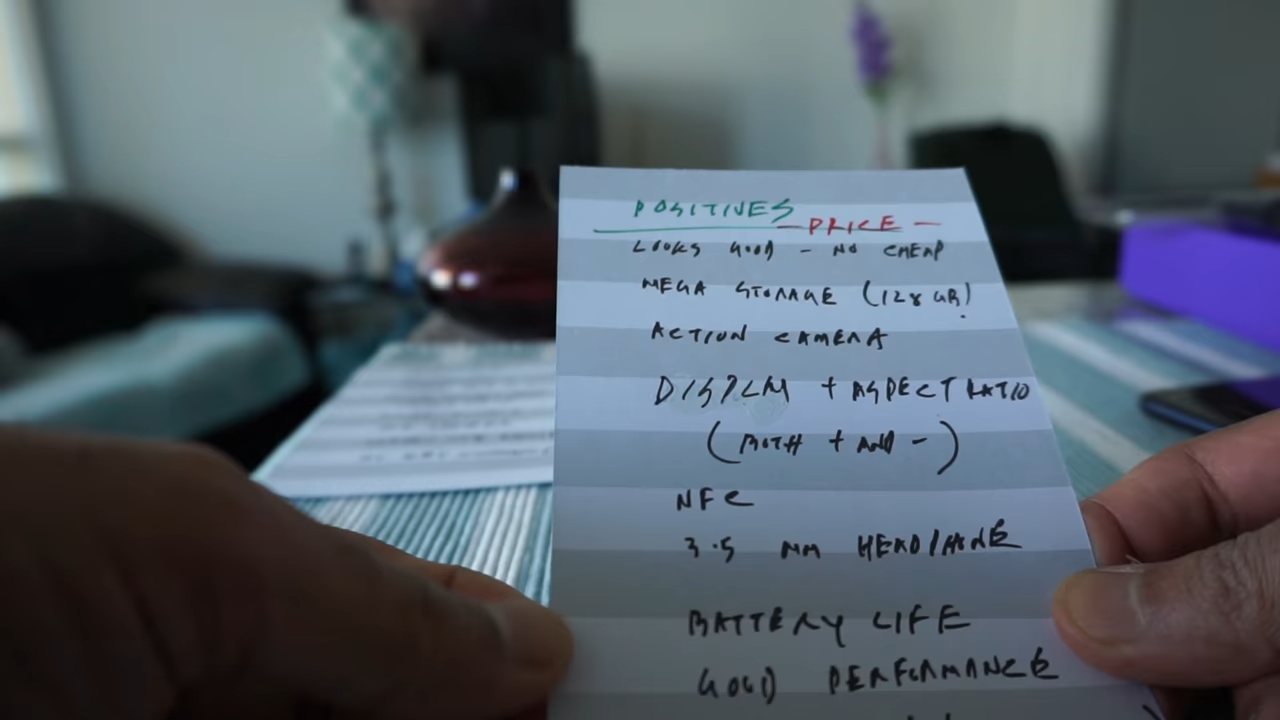 POSITIVES
— PRICE —
LOOKS GOOD – NO CHEAP
MEGA STORAGE (128 GB)
ACTION CAMERA
DISPLAY + ASPECT RATIO
(BOTH + AND -)
NFC
3.5 MM HEADPHONE
BATTERY LIFE
GOOD PERFORMANCE